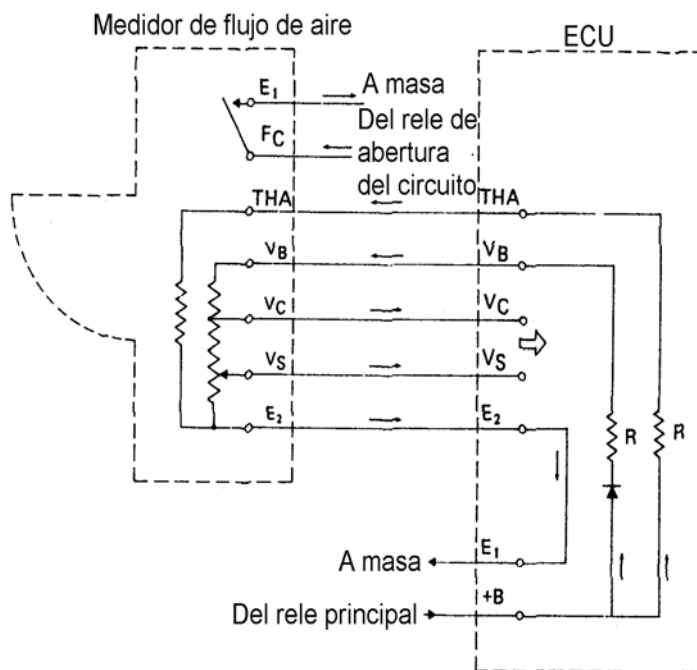 Medidor de flujo de aire
ECU
E1
A masa
FC
Del rele de
abertura
del circuito
THA
THA
VB
VB
VC
VC
VS
VS
E2
E2
R
R
A masa
E1
Del rele principal
+B